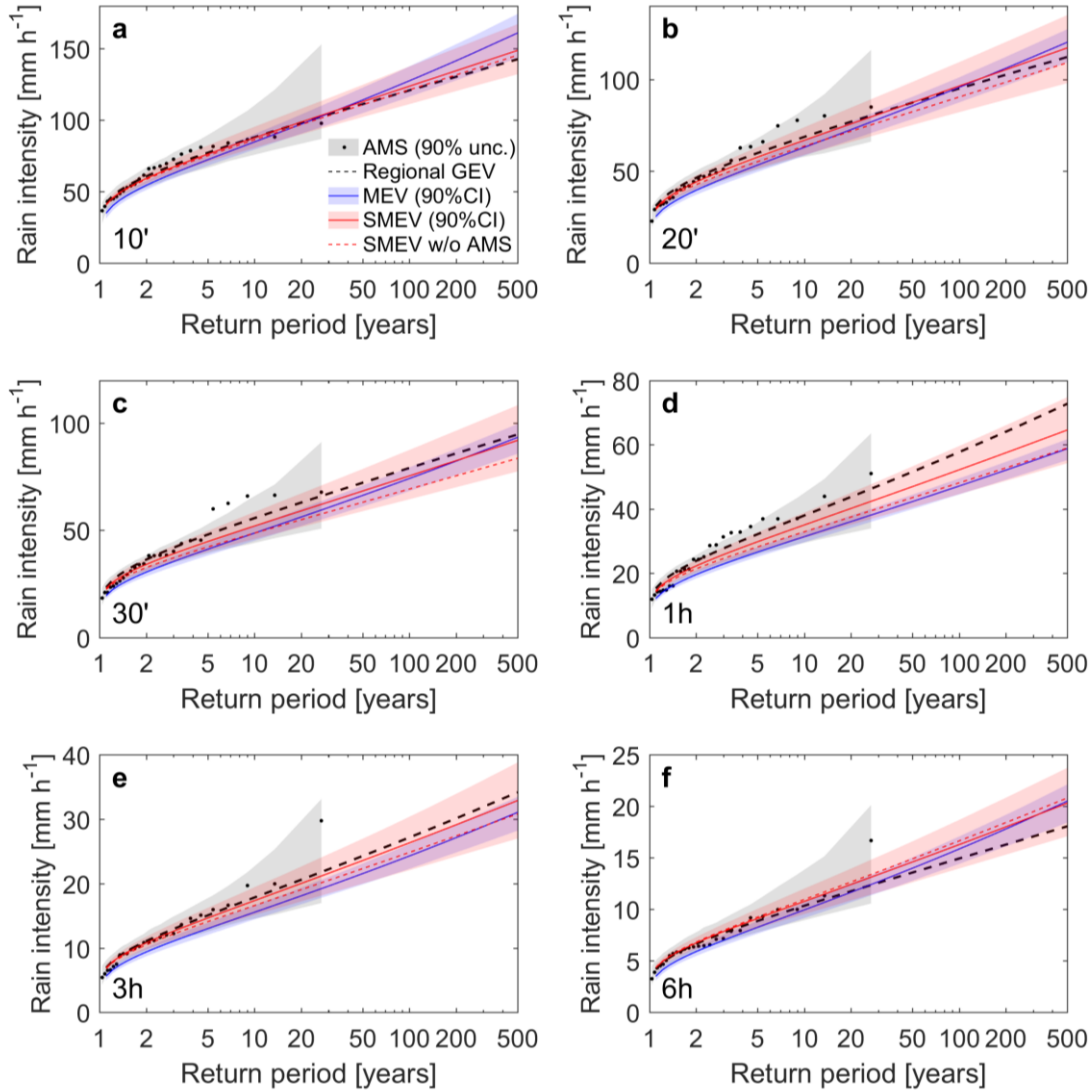 a
Rain intensity [mm h-1]
150
100
50
0
AMS (90% unc.)
Regional GEV
MEV (90%CI)
SMEV (90%CI)
SMEV w/o AMS
10'
1 2 5 10 20 50 100 200 500
Return period [years]
b
Rain intensity [mm h-1]
100
50
0
20'
1 2 5 10 20 50 100 200 500
Return period [years]
c
Rain intensity [mm h-1]
100
50
0
30'
1 2 5 10 20 50 100 200 500
Return period [years]
d
Rain intensity [mm h-1]
80
60
40
20
0
1h
1 2 5 10 20 50 100 200 500
Return period [years]
e
Rain intensity [mm h-1]
40
30
20
10
0
3h
1 2 5 10 20 50 100 200 500
Return period [years]
f
Rain intensity [mm h-1]
25
20
15
10
5
0
6h
1 2 5 10 20 50 100 200 500
Return period [years]